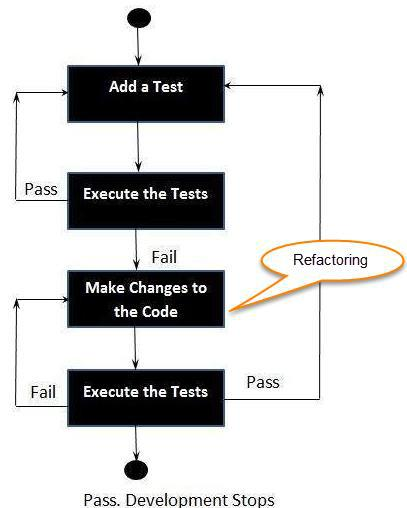 Add a Test
Pass
Execute the Tests
Fail
Refactoring
Make Changes to
the Code
Fail
Execute the Tests
Pass
Pass. Development Stops